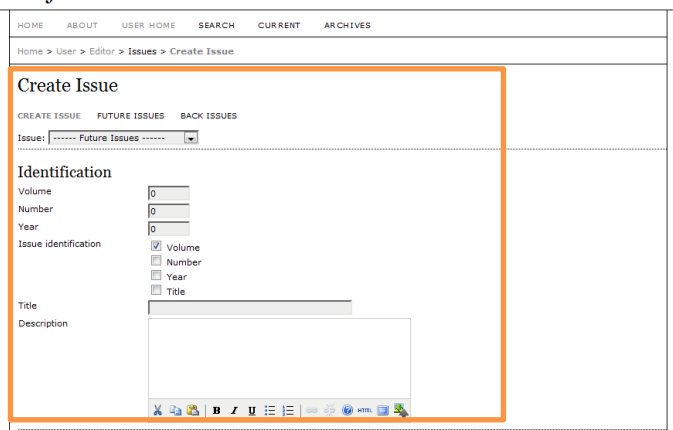 HOME ABOUT USER HOME SEARCH CURRENT ARCHIVES
Home > User > Editor > Issues > Create Issue
Create Issue
CREATE ISSUE FUTURE ISSUES BACK ISSUES
Issue: ------ Future Issues ------
Identification
Volume 0
Number 0
Year 0
Issue identification Volume
Number
Year
Title
Title
Description
B I U HTML